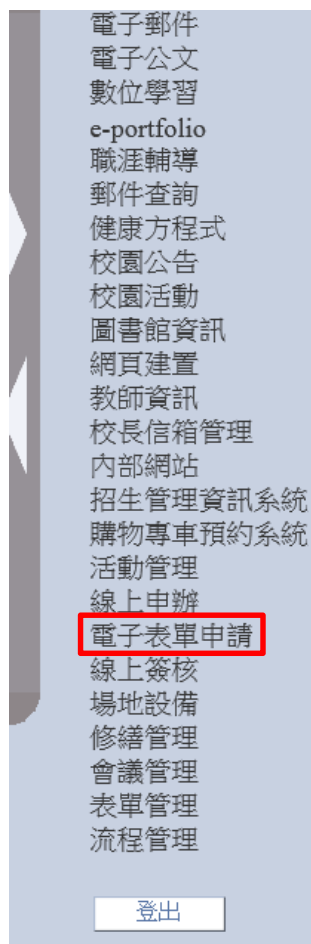 電子郵件
電子公文
數位學習
e-portfolio
職涯輔導
郵件查詢
健康方程式
校園公告
校園活動
圖書館資訊
網頁建置
教師資訊
校長信箱管理
內部網站
招生管理資訊系統
購物專車預約系統
活動管理
線上申辦
電子表單申請
線上簽核
場地設備
修繕管理
會議管理
表單管理
流程管理
登出